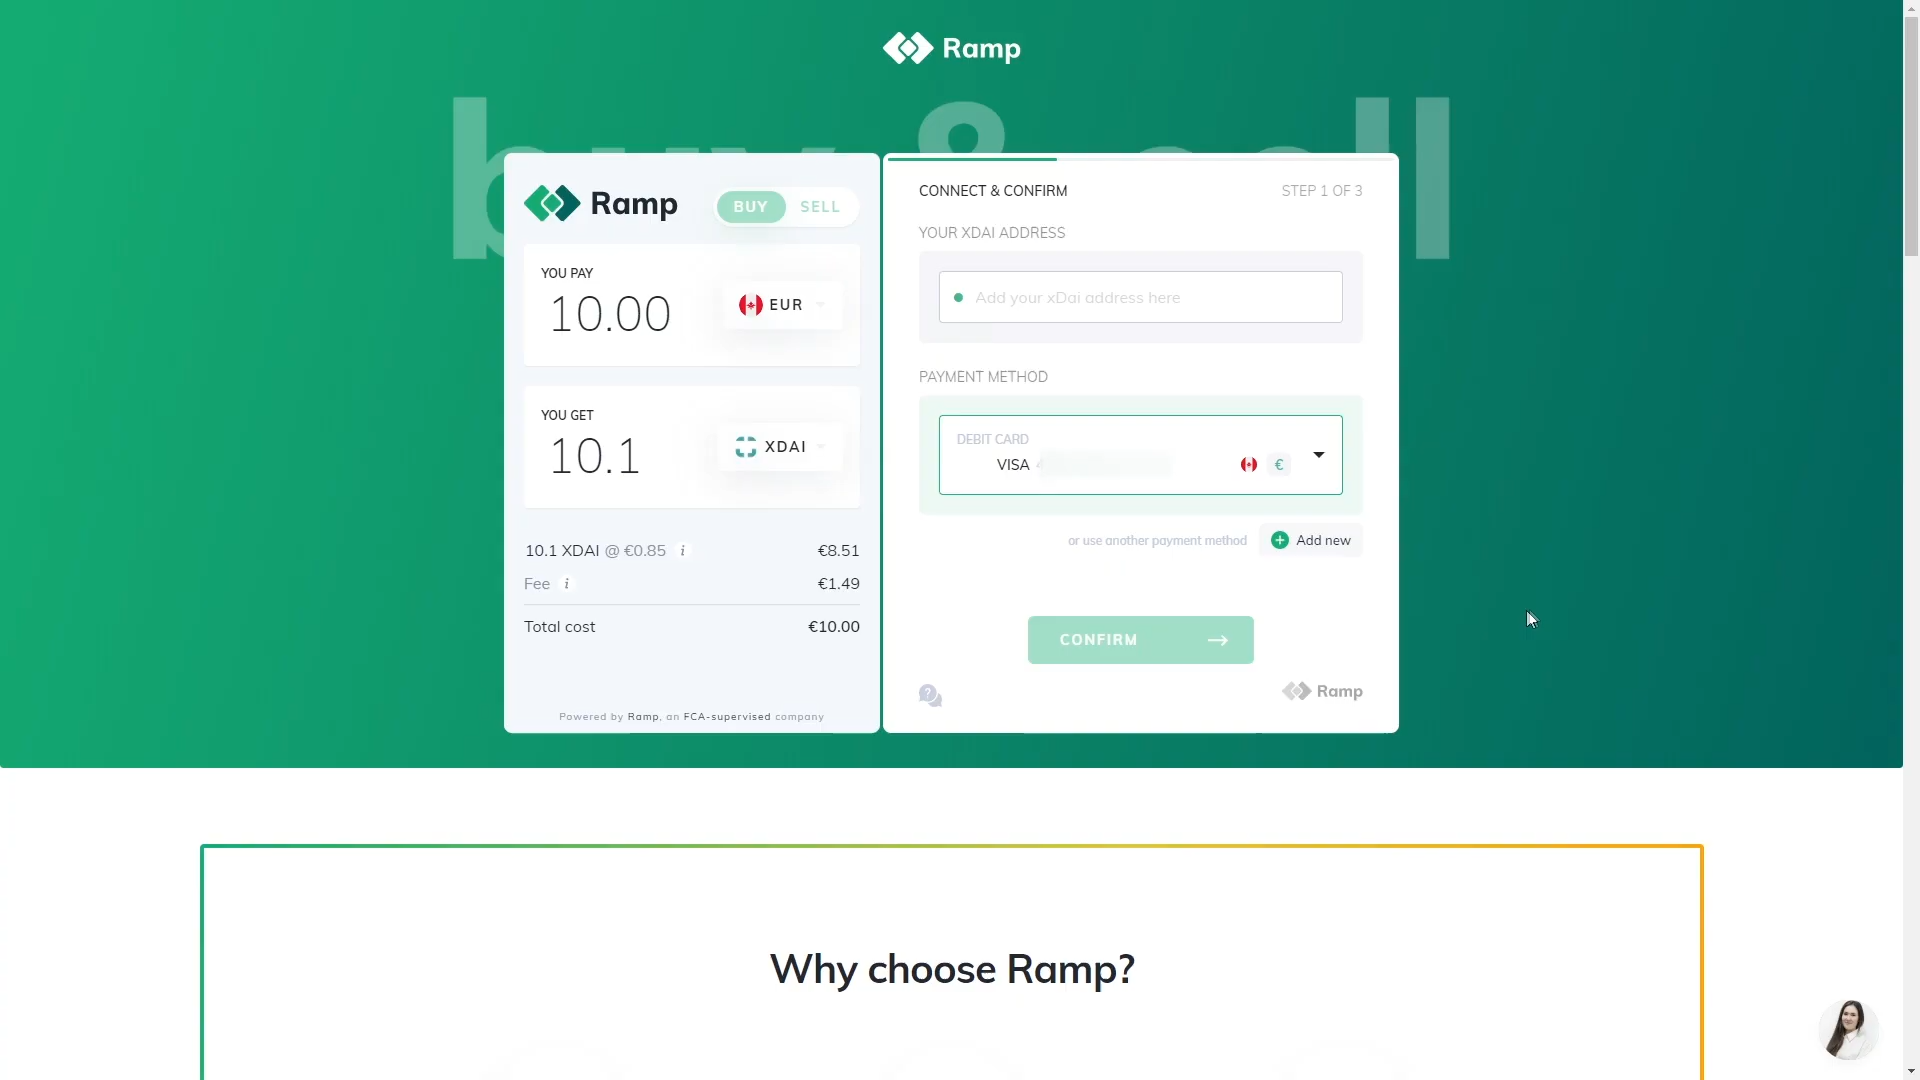 Ramp
buy & sell
Ramp
BUY SELL
YOU PAY
10.00
EUR
YOU GET
10.1
XDAI
10.1 XDAI @ €0.85 i
€8.51
Fee i
€1.49
Total cost
€10.00
Powered by Ramp, an FCA-supervised company
CONNECT & CONFIRM
STEP 1 OF 3
YOUR XDAI ADDRESS
Add your xDai address here
PAYMENT METHOD
DEBIT CARD
VISA
€
or use another payment method
Add new
CONFIRM
?
Ramp
Why choose Ramp?